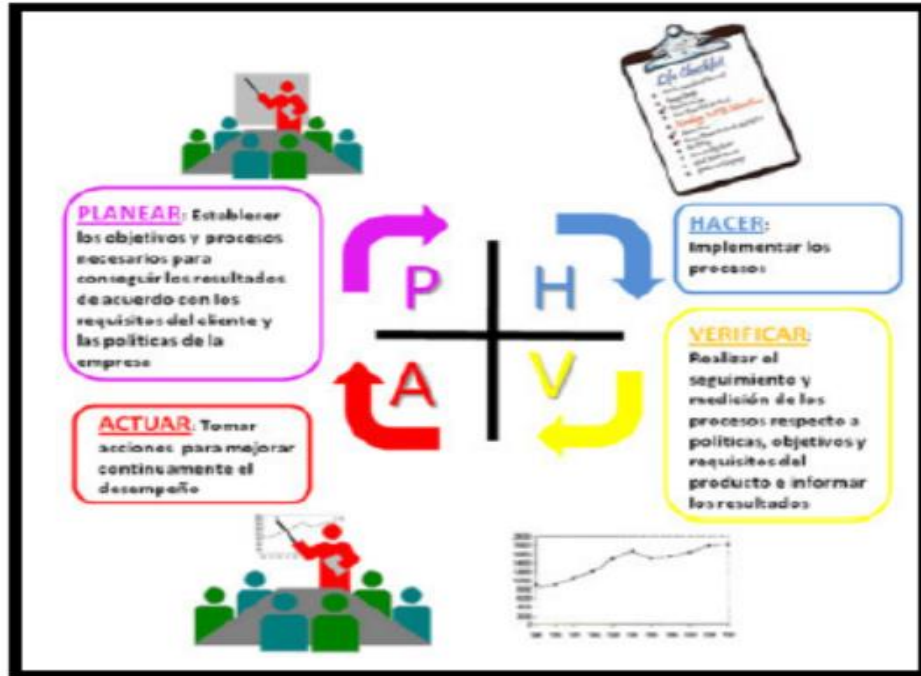 Life Checklist
PLANEAR: Establecer
los objetivos y procesos
necesarios para
conseguir los resultados
de acuerdo con los
requisitos del cliente y
las políticas de la
empresa
P
H
HACER:
Implementar los
procesos
A
V
VERIFICAR:
Realizar el
seguimiento y
medición de los
procesos respecto a
políticas, objetivos y
requisitos del
producto e informar
los resultados
ACTUAR: Tomar
acciones para mejorar
continuamente el
desempeño